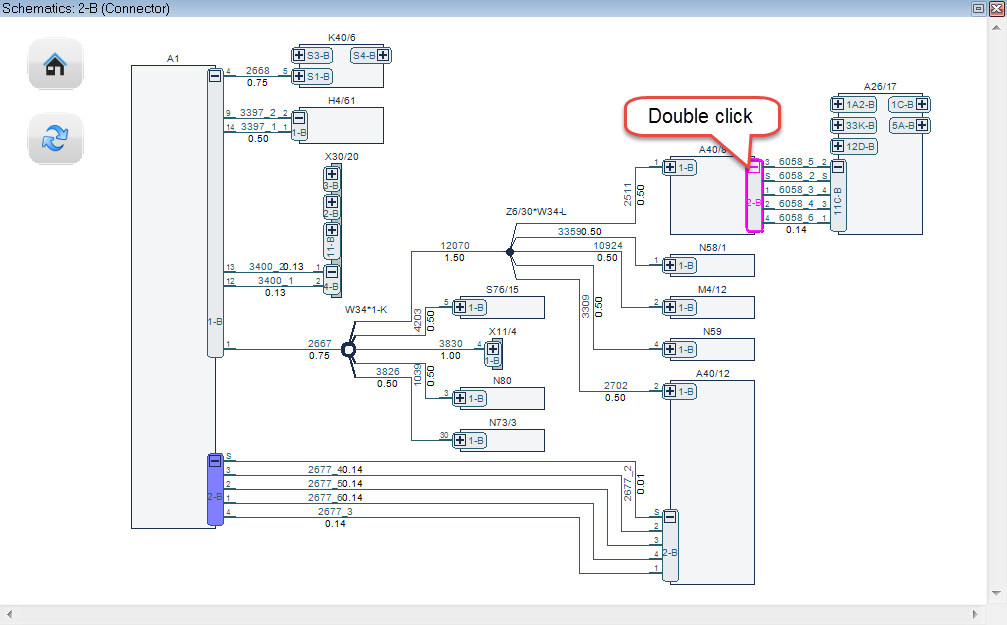 Schematics: 2-B (Connector)
K40/6
A1
S3-B
S4-B
4 2668 5
0.75
S1-B
H4/61
9 3397_2 2
14 3397_1 1
0.50
1-B
X30/20
3-B
2-B
11-B
13 3400_2 0.13 1
12 3400_1 2
0.13
4-B
1-B
W34*1-K
1 2667
0.75
12070
1.50
Z6/30*W34-L
4203
0.50
5
S76/15
1-B
3830
1.00
4
X11/4
1-B
3826
0.50
1039
0.50
3
N80
1-B
30
N73/3
1-B
2511
0.50
3359 0.50
10924
0.50
3309
0.50
2702
0.50
Double click
A40/8
1
1-B
2-B
3 6058_5 2
S 6058_2 S
1 6058_3 4
2 6058_4 3
4 6058_6 1
0.14
A26/17
1A2-B
1C-B
33K-B
5A-B
12D-B
11C-B
N58/1
1
1-B
M4/12
2
1-B
N59
4
1-B
A40/12
2
1-B
2-B
S
3 2677_4 0.14
2 2677_5 0.14
1 2677_6 0.14
4 2677_3
0.14
2677_2
0.01
S
2
3
4
1
2-B